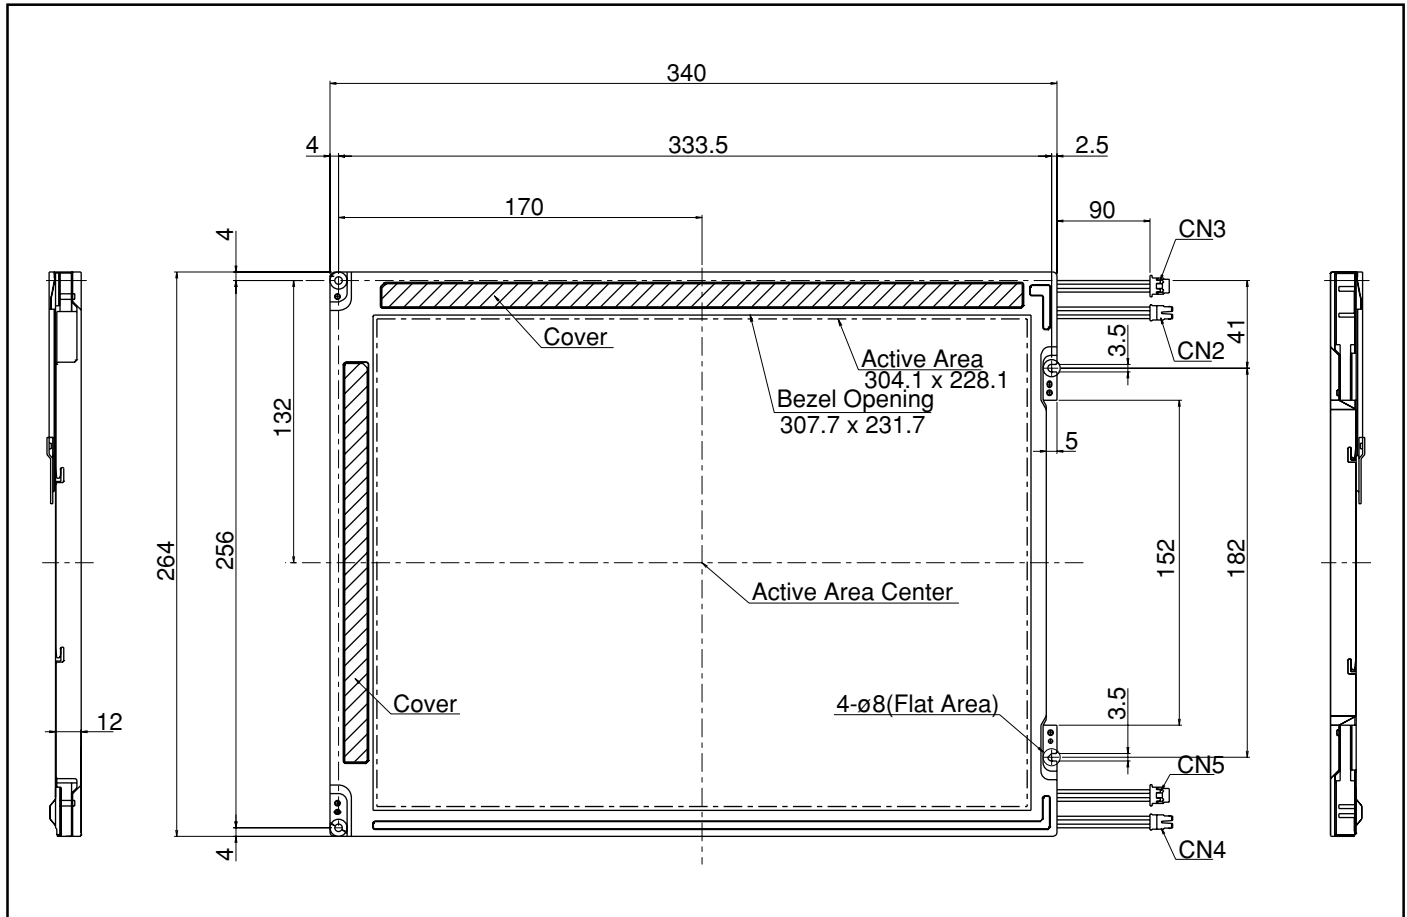 340
4
333.5
2.5
170
90
CN3
4
Cover
3.5
41
CN2
Active Area
304.1 x 228.1
Bezel Opening
307.7 x 231.7
132
5
264
256
152
182
Active Area Center
Cover
4-ø8(Flat Area)
3.5
12
CN5
4
CN4